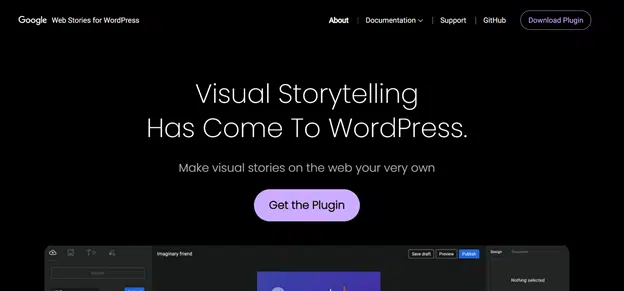 Google Web Stories for WordPress
About
Documentation
Support
GitHub
Download Plugin
Visual Storytelling
Has Come To WordPress.
Make visual stories on the web your very own
Get the Plugin
Imaginary friend
Save draft
Preview
Publish
Design
Nothing selected